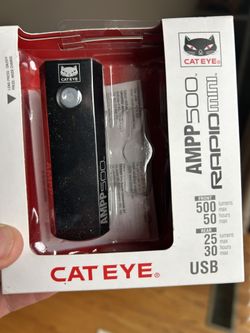 CATEYE
AMPP500
CATEYE
CATEYE
AMPP500
RAPID MINI
FRONT
500 lumens max
50 hours max
REAR
25 lumens max
30 hours max
USB